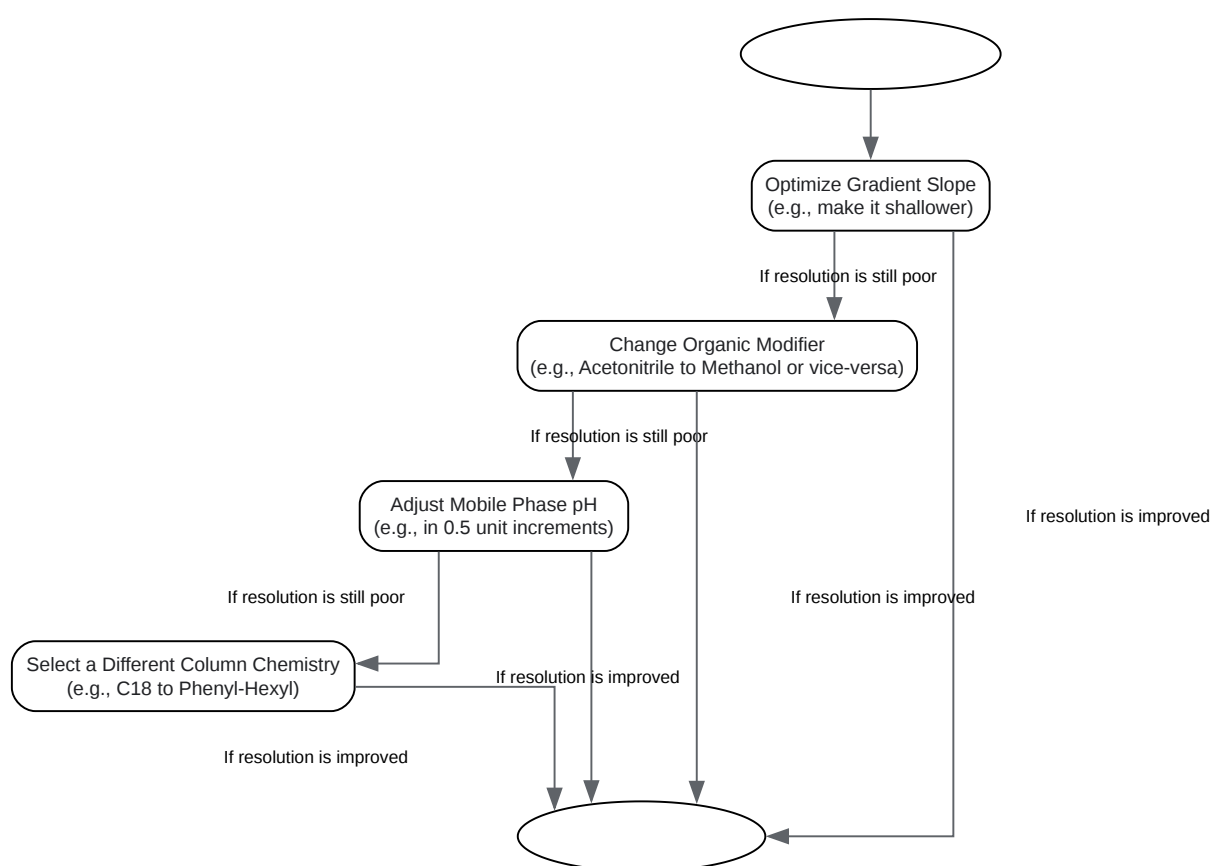 Optimize Gradient Slope
(e.g., make it shallower)
If resolution is still poor
Change Organic Modifier
(e.g., Acetonitrile to Methanol or vice-versa)
If resolution is still poor
Adjust Mobile Phase pH
(e.g., in 0.5 unit increments)
If resolution is improved
If resolution is still poor
If resolution is improved
Select a Different Column Chemistry
(e.g., C18 to Phenyl-Hexyl)
If resolution is improved
If resolution is improved